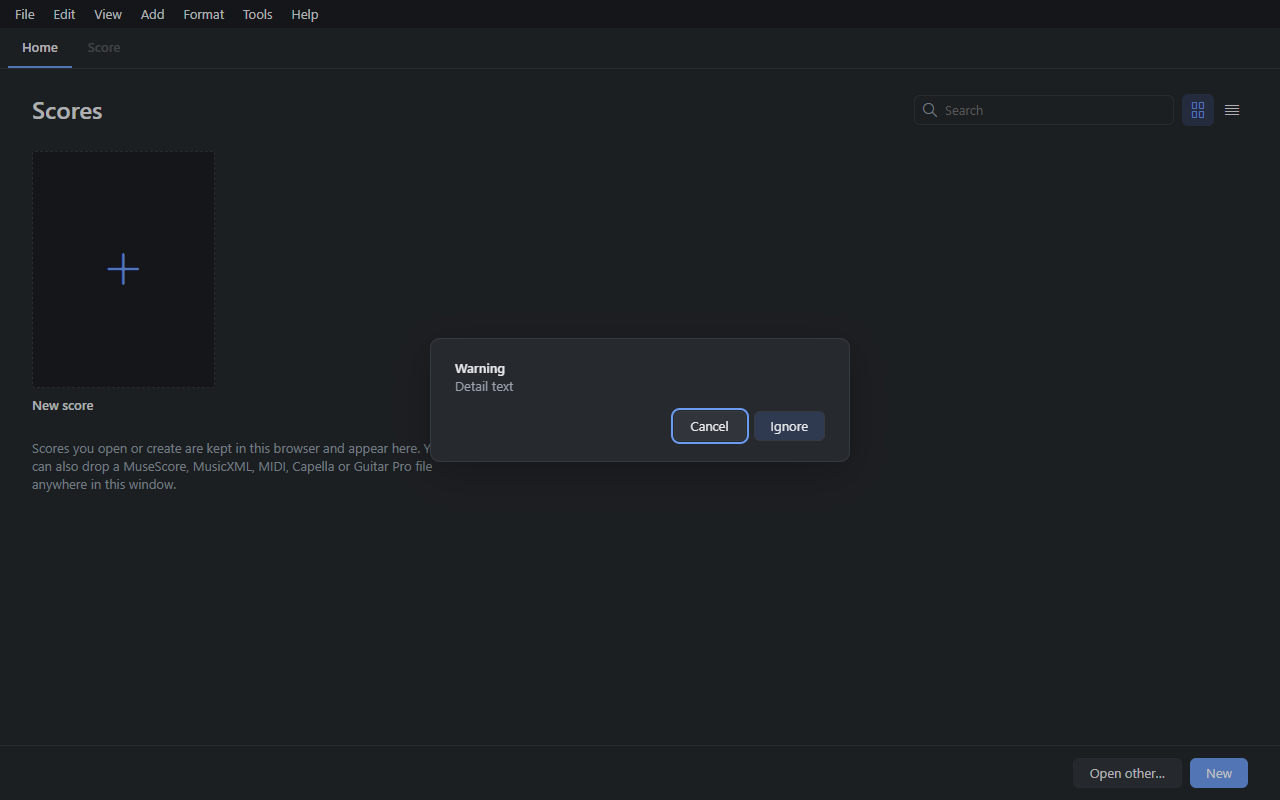 File Edit View Add Format Tools Help
Home Score
Scores
Search
New score
Scores you open or create are kept in this browser and appear here.
can also drop a MuseScore, MusicXML, MIDI, Capella or Guitar Pro file
anywhere in this window.
Warning
Detail text
Cancel Ignore
Open other... New